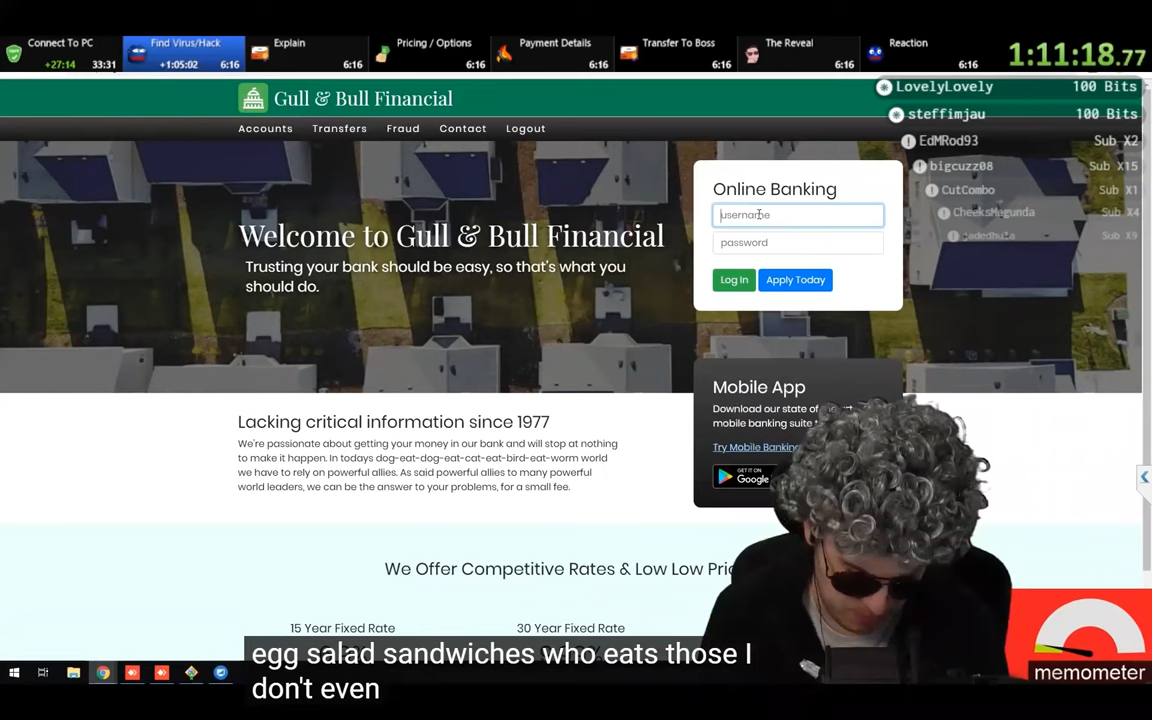 Connect To PC
+27:14 33:31
Find Virus/Hack
+1:05:02 6:16
Explain
6:16
Pricing / Options
6:16
Payment Details
6:16
Transfer To Boss
6:16
The Reveal
6:16
Reaction
6:16
1:11:18.77
Gull & Bull Financial
LovelyLovely 100 Bits
steffimjau 100 Bits
EdMRod93 Sub X2
bigcuzz08 Sub X15
CutCombo Sub X1
CheeksMegunda Sub X4
jadedhula Sub X9
Accounts Transfers Fraud Contact Logout
Online Banking
username
password
Log In Apply Today
Welcome to Gull & Bull Financial
Trusting your bank should be easy, so that's what you
should do.
Mobile App
Download our state of
mobile banking suite
Try Mobile Banking
GET IT ON
Google
Lacking critical information since 1977
We're passionate about getting your money in our bank and will stop at nothing
to make it happen. In todays dog-eat-dog-eat-cat-eat-bird-eat-worm world
we have to rely on powerful allies. As said powerful allies to many powerful
world leaders, we can be the answer to your problems, for a small fee.
We Offer Competitive Rates & Low Low
15 Year Fixed Rate 30 Year Fixed Rate
egg salad sandwiches who eats those I
don't even
memometer